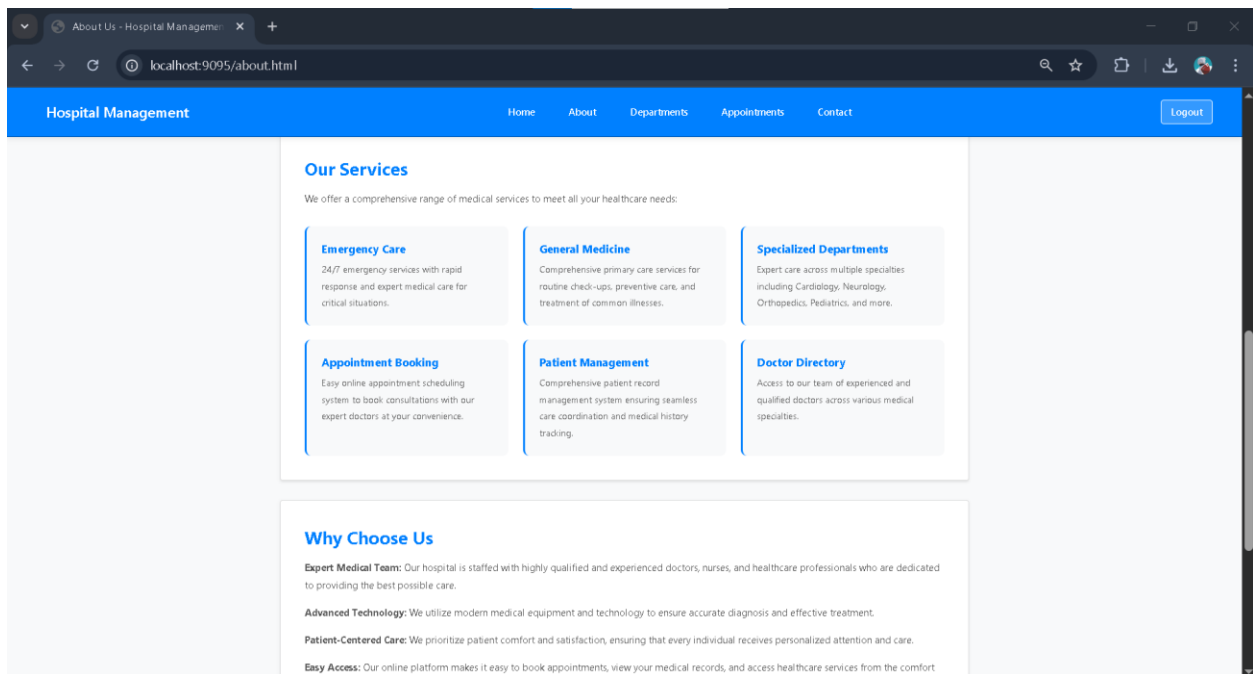 About Us - Hospital Managemen
localhost:9095/about.html
Hospital Management
Home
About
Departments
Appointments
Contact
Logout
Our Services
We offer a comprehensive range of medical services to meet all your healthcare needs:
Emergency Care
24/7 emergency services with rapid
response and expert medical care for
critical situations.
General Medicine
Comprehensive primary care services for
routine check-ups, preventive care, and
treatment of common illnesses.
Specialized Departments
Expert care across multiple specialties
including Cardiology, Neurology,
Orthopedics, Pediatrics, and more.
Appointment Booking
Easy online appointment scheduling
system to book consultations with our
expert doctors at your convenience.
Patient Management
Comprehensive patient record
management system ensuring seamless
care coordination and medical history
tracking.
Doctor Directory
Access to our team of experienced and
qualified doctors across various medical
specialties.
Why Choose Us
Expert Medical Team: Our hospital is staffed with highly qualified and experienced doctors, nurses, and healthcare professionals who are dedicated
to providing the best possible care.
Advanced Technology: We utilize modern medical equipment and technology to ensure accurate diagnosis and effective treatment.
Patient-Centered Care: We prioritize patient comfort and satisfaction, ensuring that every individual receives personalized attention and care.
Easy Access: Our online platform makes it easy to book appointments, view your medical records, and access healthcare services from the comfort